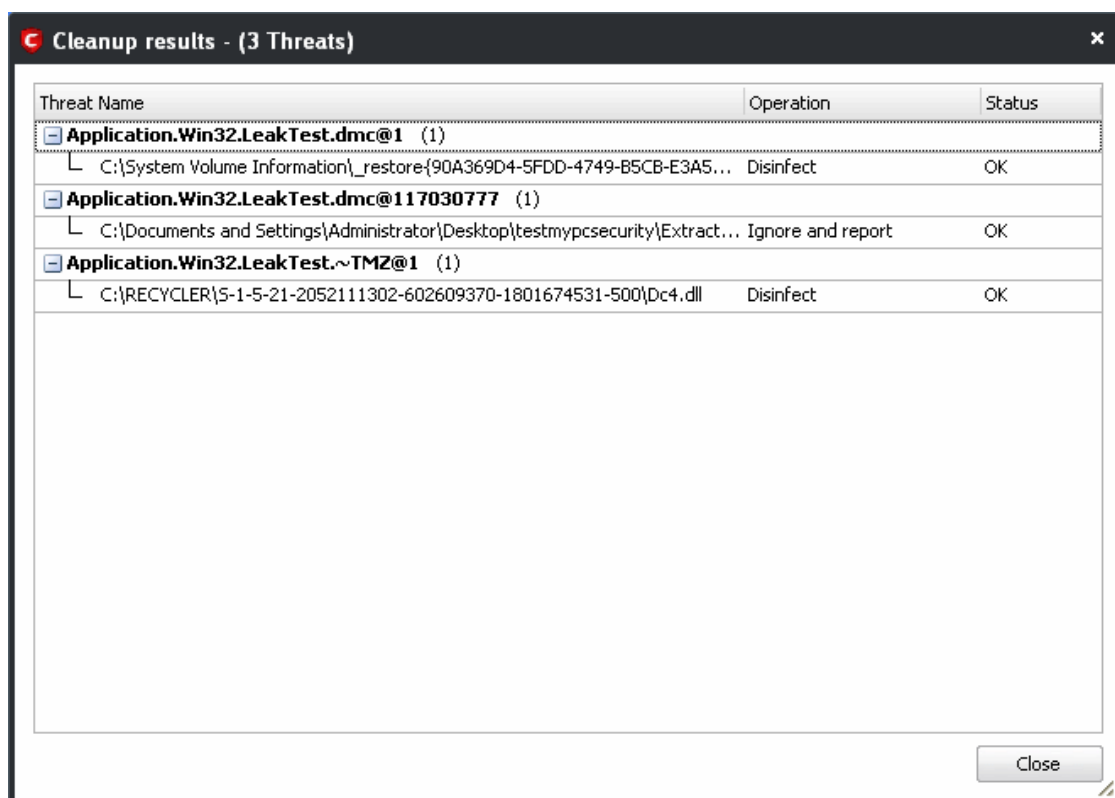 Cleanup results - (3 Threats)
Threat Name Operation Status
Application.Win32.LeakTest.dmc@1 (1)
C:\System Volume Information\_restore{90A369D4-5FDD-4749-B5CB-E3A5... Disinfect OK
Application.Win32.LeakTest.dmc@117030777 (1)
C:\Documents and Settings\Administrator\Desktop\testmypcsecurity\Extract... Ignore and report OK
Application.Win32.LeakTest.~TMZ@1 (1)
C:\RECYCLER\S-1-5-21-2052111302-602609370-1801674531-500\Dc4.dll Disinfect OK
Close